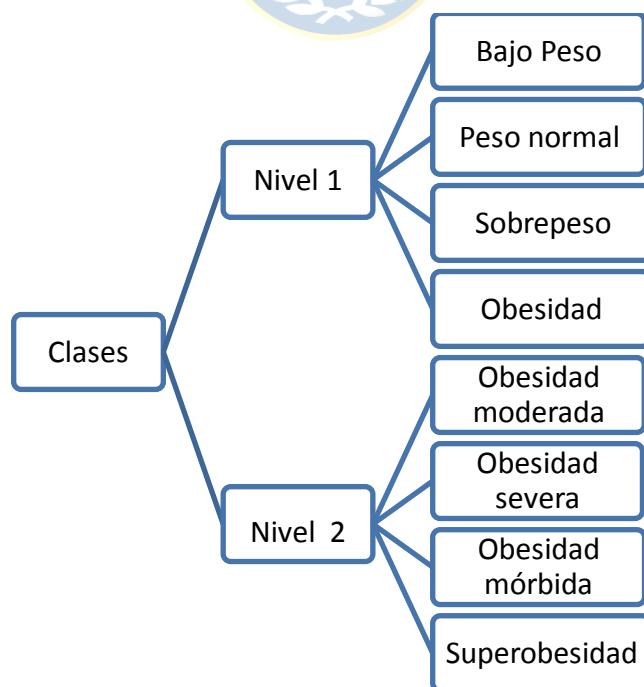 Clases
Nivel 1
Bajo Peso
Peso normal
Sobrepeso
Obesidad
Nivel 2
Obesidad
moderada
Obesidad
severa
Obesidad
mórbida
Superobesidad